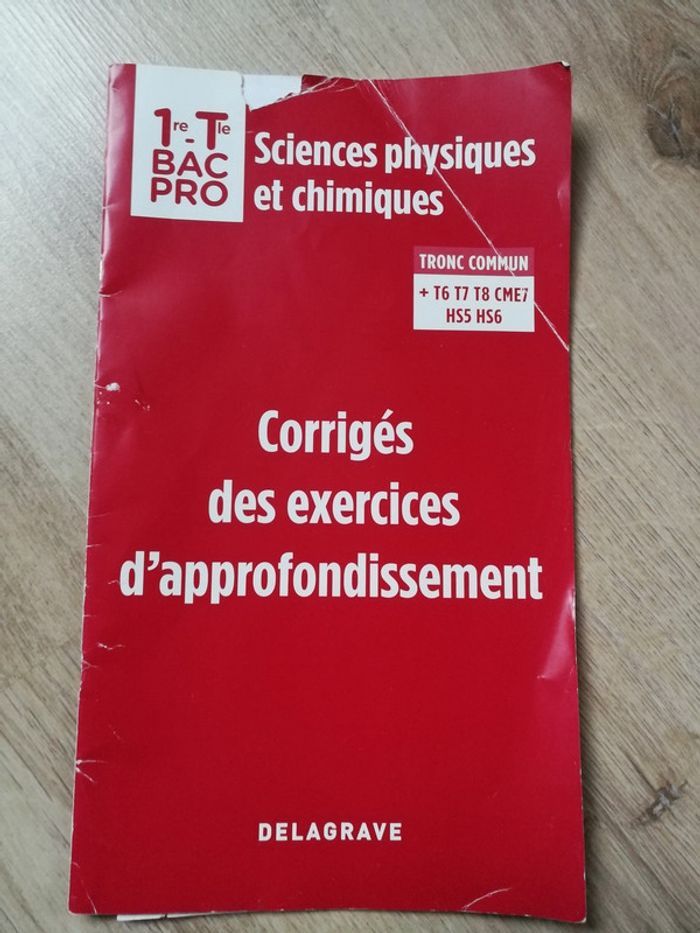 1re-Tle
BAC
PRO
Sciences physiques
et chimiques
TRONC COMMUN
+ T6 T7 T8 CME7
HS5 HS6
Corrigés
des exercices
d'approfondissement
DELAGRAVE